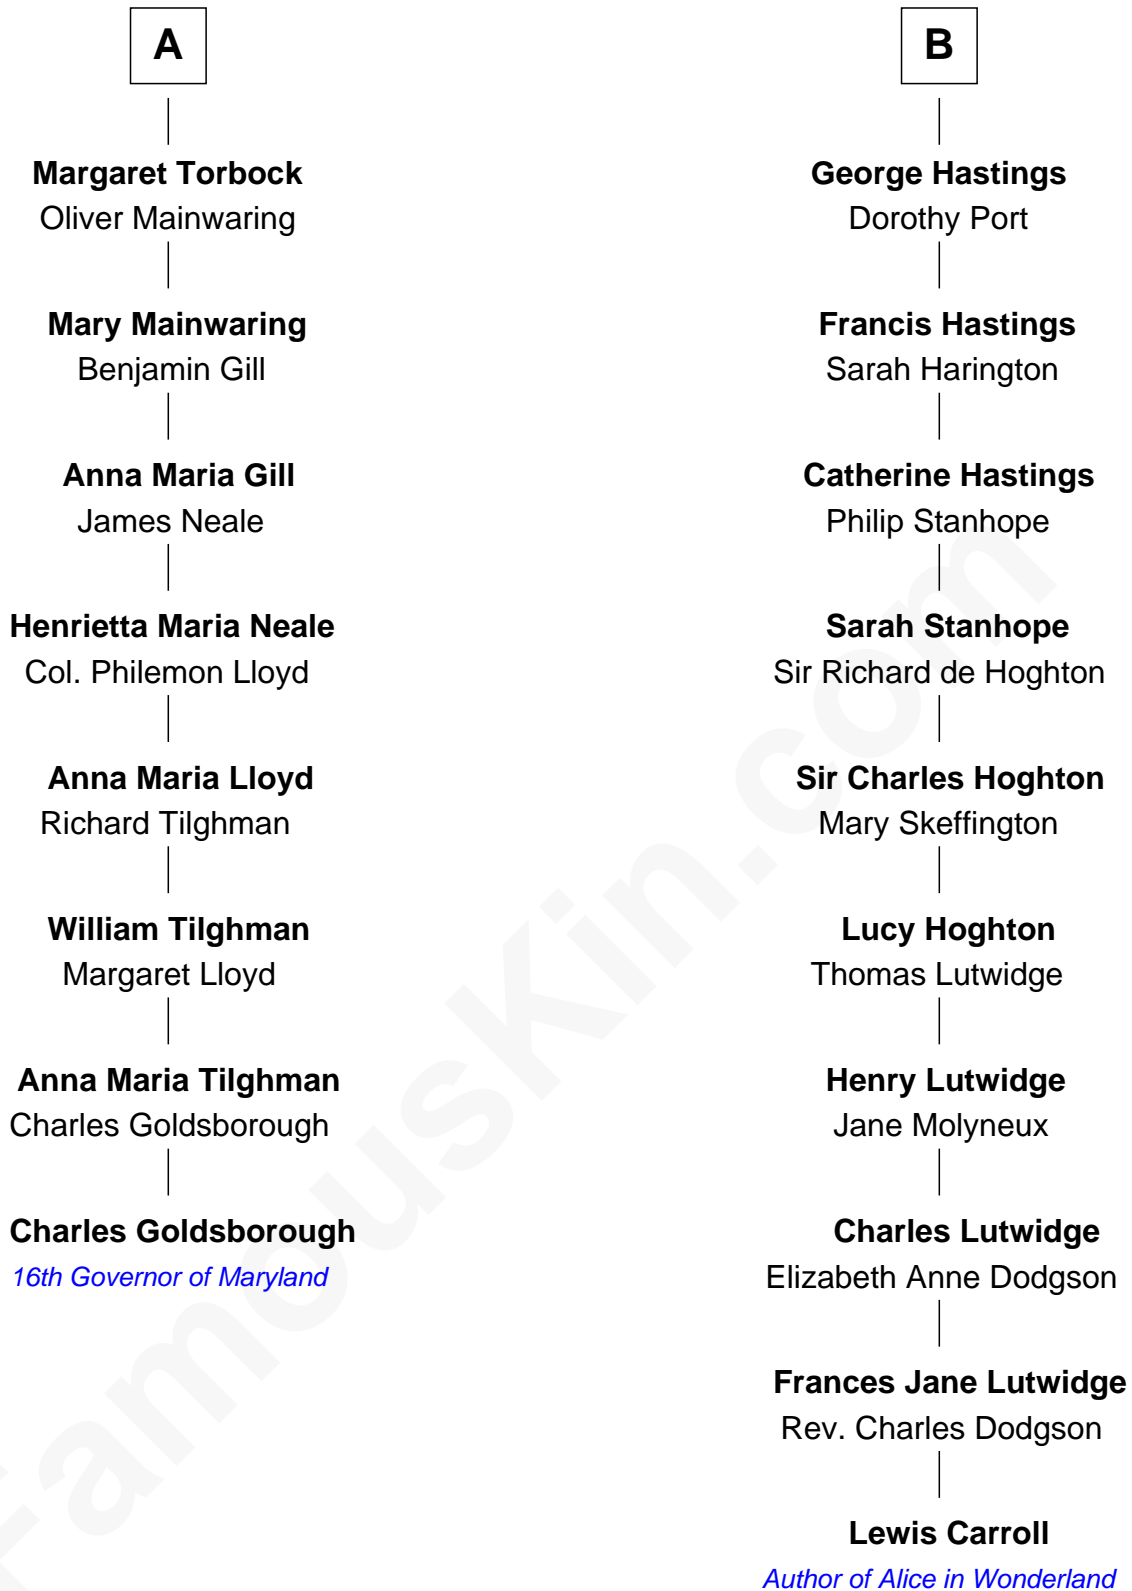 A
Margaret Torbock
Oliver Mainwaring
Mary Mainwaring
Benjamin Gill
Anna Maria Gill
James Neale
Henrietta Maria Neale
Col. Philemon Lloyd
Anna Maria Lloyd
Richard Tilghman
William Tilghman
Margaret Lloyd
Anna Maria Tilghman
Charles Goldsborough
Charles Goldsborough
16th Governor of Maryland
B
George Hastings
Dorothy Port
Francis Hastings
Sarah Harington
Catherine Hastings
Philip Stanhope
Sarah Stanhope
Sir Richard de Hoghton
Sir Charles Hoghton
Mary Skeffington
Lucy Hoghton
Thomas Lutwidge
Henry Lutwidge
Jane Molyneux
Charles Lutwidge
Elizabeth Anne Dodgson
Frances Jane Lutwidge
Rev. Charles Dodgson
Lewis Carroll
Author of Alice in Wonderland
FamousKin.com